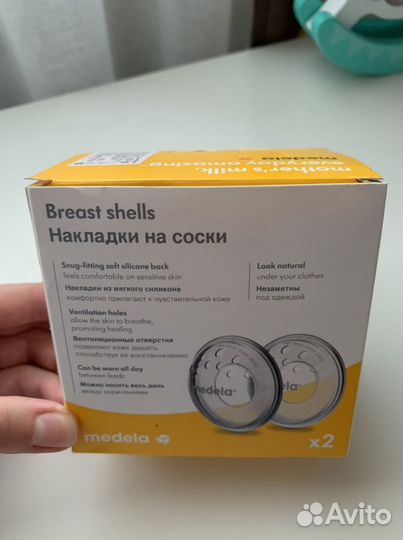 mother's milk,
everyday amazing
medela
Breast shells
Накладки на соски
Snug-fitting soft silicone back
feels comfortable on sensitive skin
Накладки из мягкого силикона
комфортно прилегают к чувствительной коже
Ventilation holes
allow the skin to breathe,
promoting healing
Вентиляционные отверстия
позволяют коже дышать,
способствуя ее восстановлению
Can be worn all day
between feeds
Можно носить весь день
между кормлениями
Look natural
under your clothes
Незаметны
под одеждой
medela
medela
medela
x2
Avito